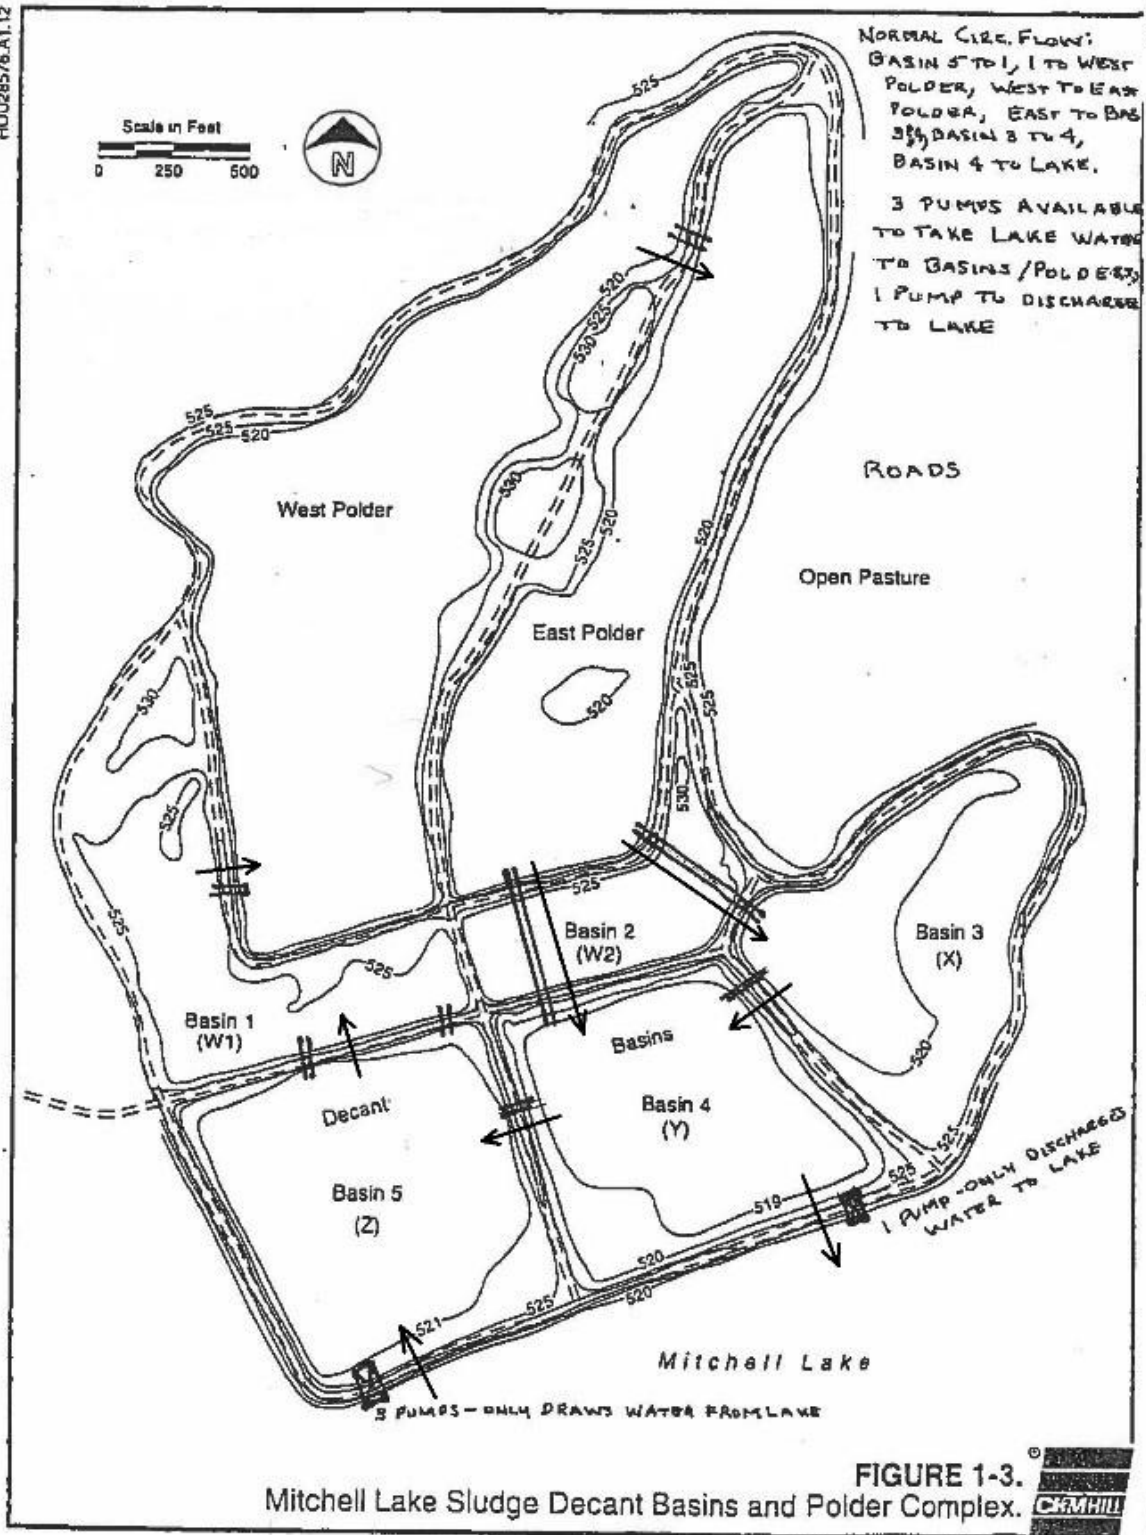 HOU28578.A1.12
NORMAL CIRC. FLOW:
BASIN 5 TO 1, 1 TO WEST
POLDER, WEST TO EAST
POLDER, EAST TO BAS
BASIN 3 TO 4,
BASIN 4 TO LAKE.
3 PUMPS AVAILABLE
TO TAKE LAKE WATER
TO BASINS/POLDERS,
1 PUMP TO DISCHARGE
TO LAKE
Scale in Feet
0 250 500
N
525
520
525
530
525
525
520
ROADS
West Polder
530
520
525
520
Open Pasture
East Polder
520
525
525
530
530
525
525
525
Basin 2
(W2)
Basin 3
(X)
525
525
Basin 1
(W1)
Basins
520
Decant
Basin 4
(Y)
Basin 5
(Z)
525
525
519
1 PUMP-ONLY DISCHARGES
WATER TO LAKE
520
525
520
521
Mitchell Lake
3 PUMPS-ONLY DRAWS WATER FROM LAKE
FIGURE 1-3.
Mitchell Lake Sludge Decant Basins and Polder Complex.
CH2MHILL